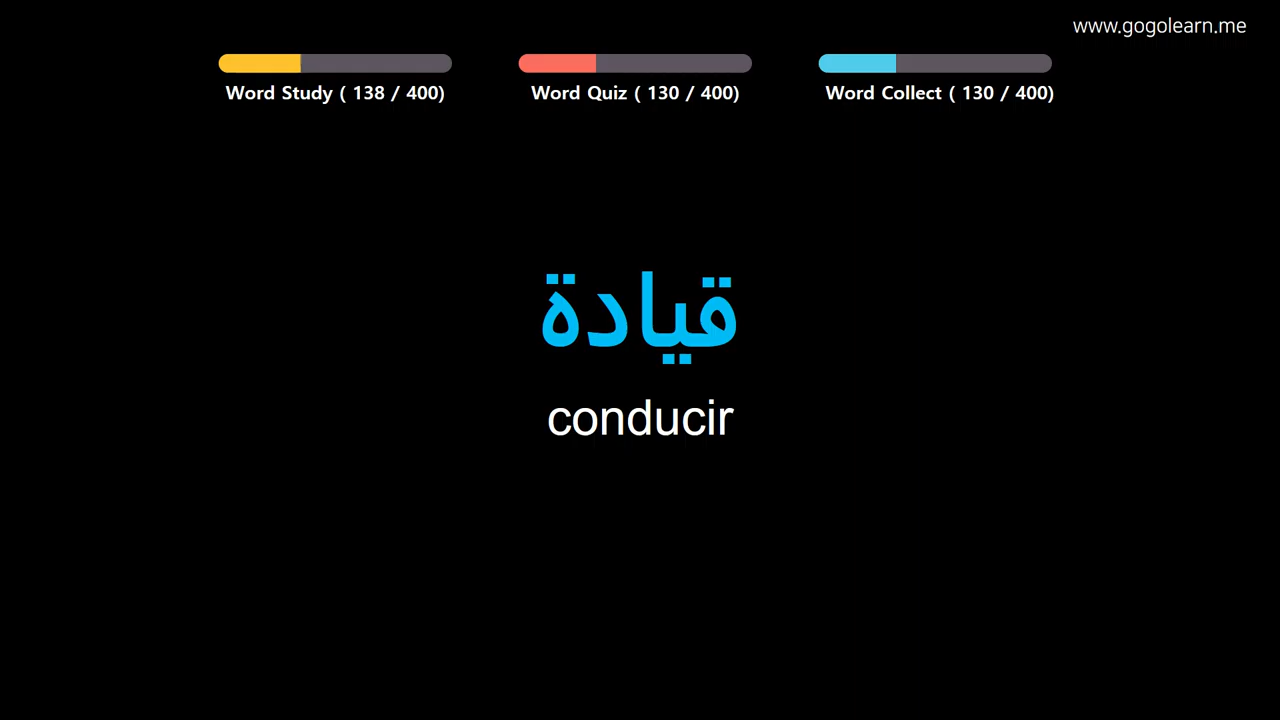 www.gogolearn.me
Word Study ( 138 / 400)
Word Quiz ( 130 / 400)
Word Collect ( 130 / 400)
قيادة
conducir